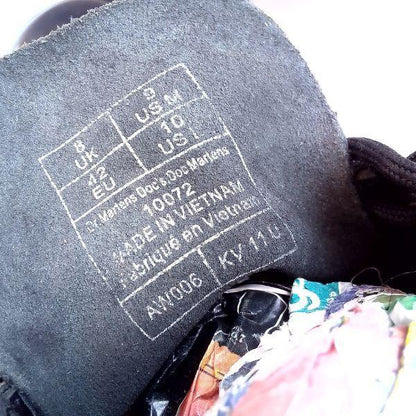 8 UK 9 US M
42 EU 10 US L
Dr Martens Doc's Doc Martens
10072
MADE IN VIETNAM
Fabriqué en Vietnam
AW006 KV 11U